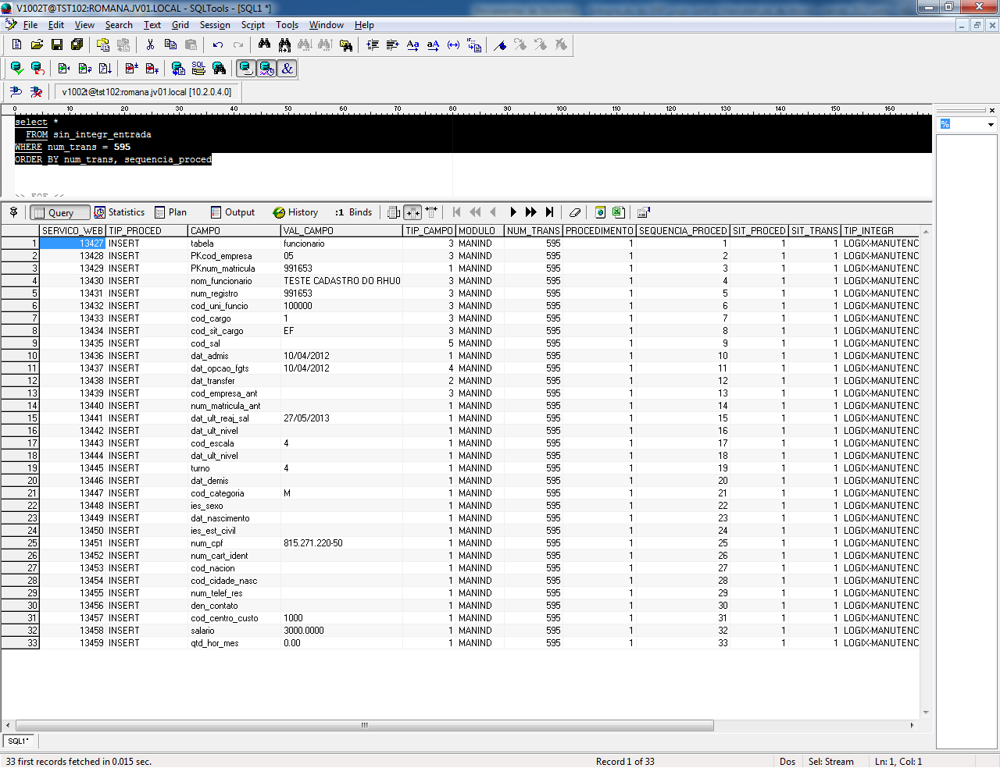 V1002T@TST102:ROMANA.JV01.LOCAL - SQLTools - [SQL1 *]
File Edit View Search Text Grid Session Script Tools Window Help
v1002t@tst102:romana.jv01.local [10.2.0.4.0]
0 10 20 30 40 50 60 70 80 90 100 110 120 130 140 150 160
select *
FROM sin_integr_entrada
WHERE num_trans = 595
ORDER BY num_trans, sequencia_proced
>> EOF <<
%
Query Statistics Plan Output History :1 Binds
SERVICO_WEB TIP_PROCED CAMPO VAL_CAMPO TIP_CAMPO MODULO NUM_TRANS PROCEDIMENTO SEQUENCIA_PROCED SIT_PROCED SIT_TRANS TIP_INTEGR
1 13427 INSERT tabela funcionario 3 MANIND 595 1 1 1 1 LOGIX-MANUTENC
2 13428 INSERT PKcod_empresa 05 3 MANIND 595 1 2 1 1 LOGIX-MANUTENC
3 13429 INSERT PKnum_matricula 991653 1 MANIND 595 1 3 1 1 LOGIX-MANUTENC
4 13430 INSERT nom_funcionario TESTE CADASTRO DO RHU0 3 MANIND 595 1 4 1 1 LOGIX-MANUTENC
5 13431 INSERT num_registro 991653 3 MANIND 595 1 5 1 1 LOGIX-MANUTENC
6 13432 INSERT cod_uni_funcio 100000 3 MANIND 595 1 6 1 1 LOGIX-MANUTENC
7 13433 INSERT cod_cargo 1 3 MANIND 595 1 7 1 1 LOGIX-MANUTENC
8 13434 INSERT cod_sit_cargo EF 3 MANIND 595 1 8 1 1 LOGIX-MANUTENC
9 13435 INSERT cod_sal 5 MANIND 595 1 9 1 1 LOGIX-MANUTENC
10 13436 INSERT dat_admis 10/04/2012 1 MANIND 595 1 10 1 1 LOGIX-MANUTENC
11 13437 INSERT dat_opcao_fgts 10/04/2012 4 MANIND 595 1 11 1 1 LOGIX-MANUTENC
12 13438 INSERT dat_transfer 2 MANIND 595 1 12 1 1 LOGIX-MANUTENC
13 13439 INSERT cod_empresa_ant 3 MANIND 595 1 13 1 1 LOGIX-MANUTENC
14 13440 INSERT num_matricula_ant 1 MANIND 595 1 14 1 1 LOGIX-MANUTENC
15 13441 INSERT dat_ult_reaj_sal 27/05/2013 1 MANIND 595 1 15 1 1 LOGIX-MANUTENC
16 13442 INSERT dat_ult_nivel 1 MANIND 595 1 16 1 1 LOGIX-MANUTENC
17 13443 INSERT cod_escala 4 1 MANIND 595 1 17 1 1 LOGIX-MANUTENC
18 13444 INSERT dat_ult_nivel 1 MANIND 595 1 18 1 1 LOGIX-MANUTENC
19 13445 INSERT turno 4 1 MANIND 595 1 19 1 1 LOGIX-MANUTENC
20 13446 INSERT dat_demis 1 MANIND 595 1 20 1 1 LOGIX-MANUTENC
21 13447 INSERT cod_categoria M 1 MANIND 595 1 21 1 1 LOGIX-MANUTENC
22 13448 INSERT ies_sexo 1 MANIND 595 1 22 1 1 LOGIX-MANUTENC
23 13449 INSERT dat_nascimento 1 MANIND 595 1 23 1 1 LOGIX-MANUTENC
24 13450 INSERT ies_est_civil 1 MANIND 595 1 24 1 1 LOGIX-MANUTENC
25 13451 INSERT num_cpf 815.271.220-50 1 MANIND 595 1 25 1 1 LOGIX-MANUTENC
26 13452 INSERT num_cart_ident 1 MANIND 595 1 26 1 1 LOGIX-MANUTENC
27 13453 INSERT cod_nacion 1 MANIND 595 1 27 1 1 LOGIX-MANUTENC
28 13454 INSERT cod_cidade_nasc 1 MANIND 595 1 28 1 1 LOGIX-MANUTENC
29 13455 INSERT num_telef_res 1 MANIND 595 1 29 1 1 LOGIX-MANUTENC
30 13456 INSERT den_contato 1 MANIND 595 1 30 1 1 LOGIX-MANUTENC
31 13457 INSERT cod_centro_custo 1000 1 MANIND 595 1 31 1 1 LOGIX-MANUTENC
32 13458 INSERT salario 3000.0000 1 MANIND 595 1 32 1 1 LOGIX-MANUTENC
33 13459 INSERT qtd_hor_mes 0.00 1 MANIND 595 1 33 1 1 LOGIX-MANUTENC
SQL1*
33 first records fetched in 0.015 sec. Record 1 of 33 Dos Sel: Stream Ln: 1, Col: 1